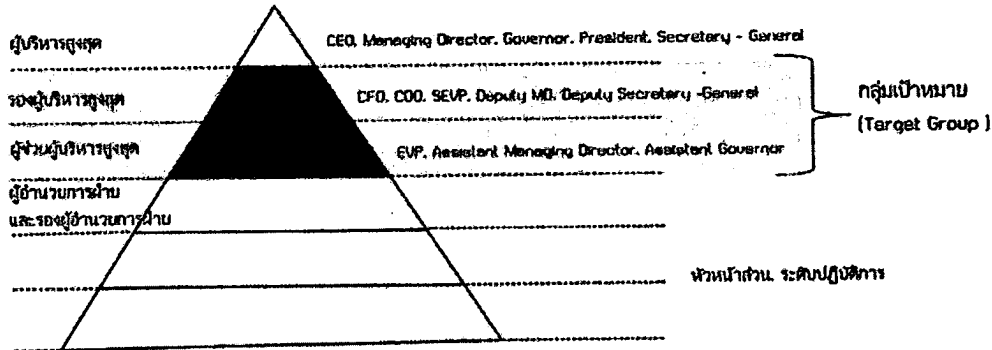 ผู้บริหารสูงสุด
CEO, Managing Director, Governor, President, Secretary - General
รองผู้บริหารสูงสุด
CFO, COO, SEVP, Deputy MD, Deputy Secretary -General
ผู้ช่วยผู้บริหารสูงสุด
EVP, Assistant Managing Director, Assistant Governor
กลุ่มเป้าหมาย
(Target Group )
ผู้อำนวยการฝ่าย
และรองผู้อำนวยการฝ่าย
หัวหน้าส่วน, ระดับปฏิบัติการ